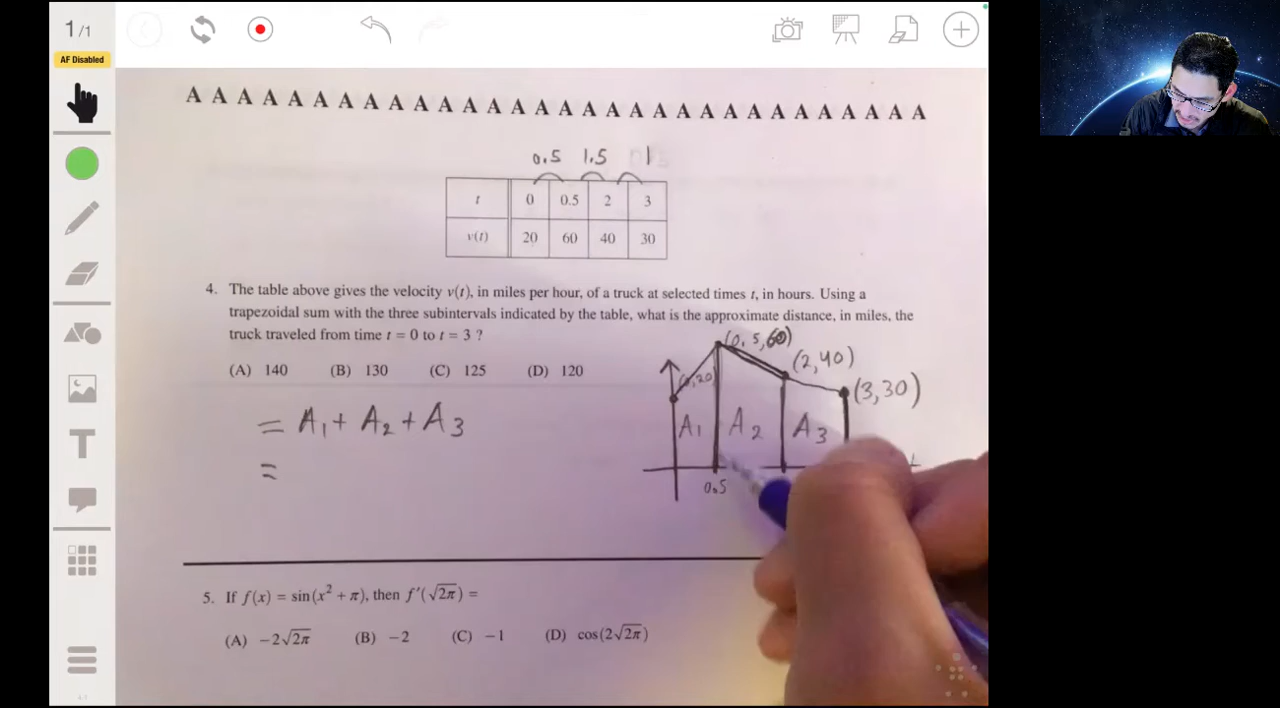 1/1
AF Disabled
A A A A A A A A A A A A A A A A A A A A A A A A A A A A A A
0.5 1.5 1
t 0 0.5 2 3
v(t) 20 60 40 30
4. The table above gives the velocity v(t), in miles per hour, of a truck at selected times t, in hours. Using a
trapezoidal sum with the three subintervals indicated by the table, what is the approximate distance, in miles, the
truck traveled from time t = 0 to t = 3 ?
(A) 140 (B) 130 (C) 125 (D) 120
(0.5,60)
(2,40)
(0,20)
(3,30)
= A₁ + A₂ + A₃
A₁ A₂ A₃
=
0.5
5. If f(x) = sin(x² + π), then f′(√2π) =
(A) −2√2π (B) −2 (C) −1 (D) cos(2√2π)
T